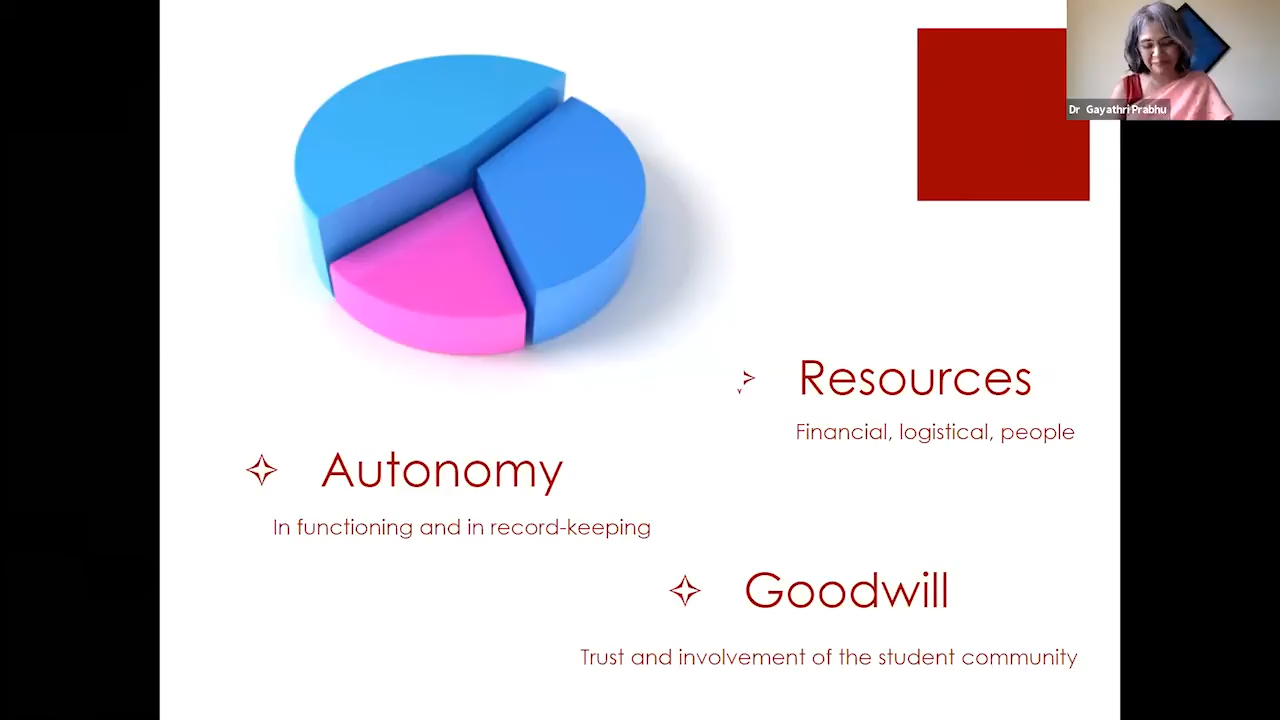 Dr Gayathri Prabhu
Resources
Financial, logistical, people
Autonomy
In functioning and in record-keeping
Goodwill
Trust and involvement of the student community